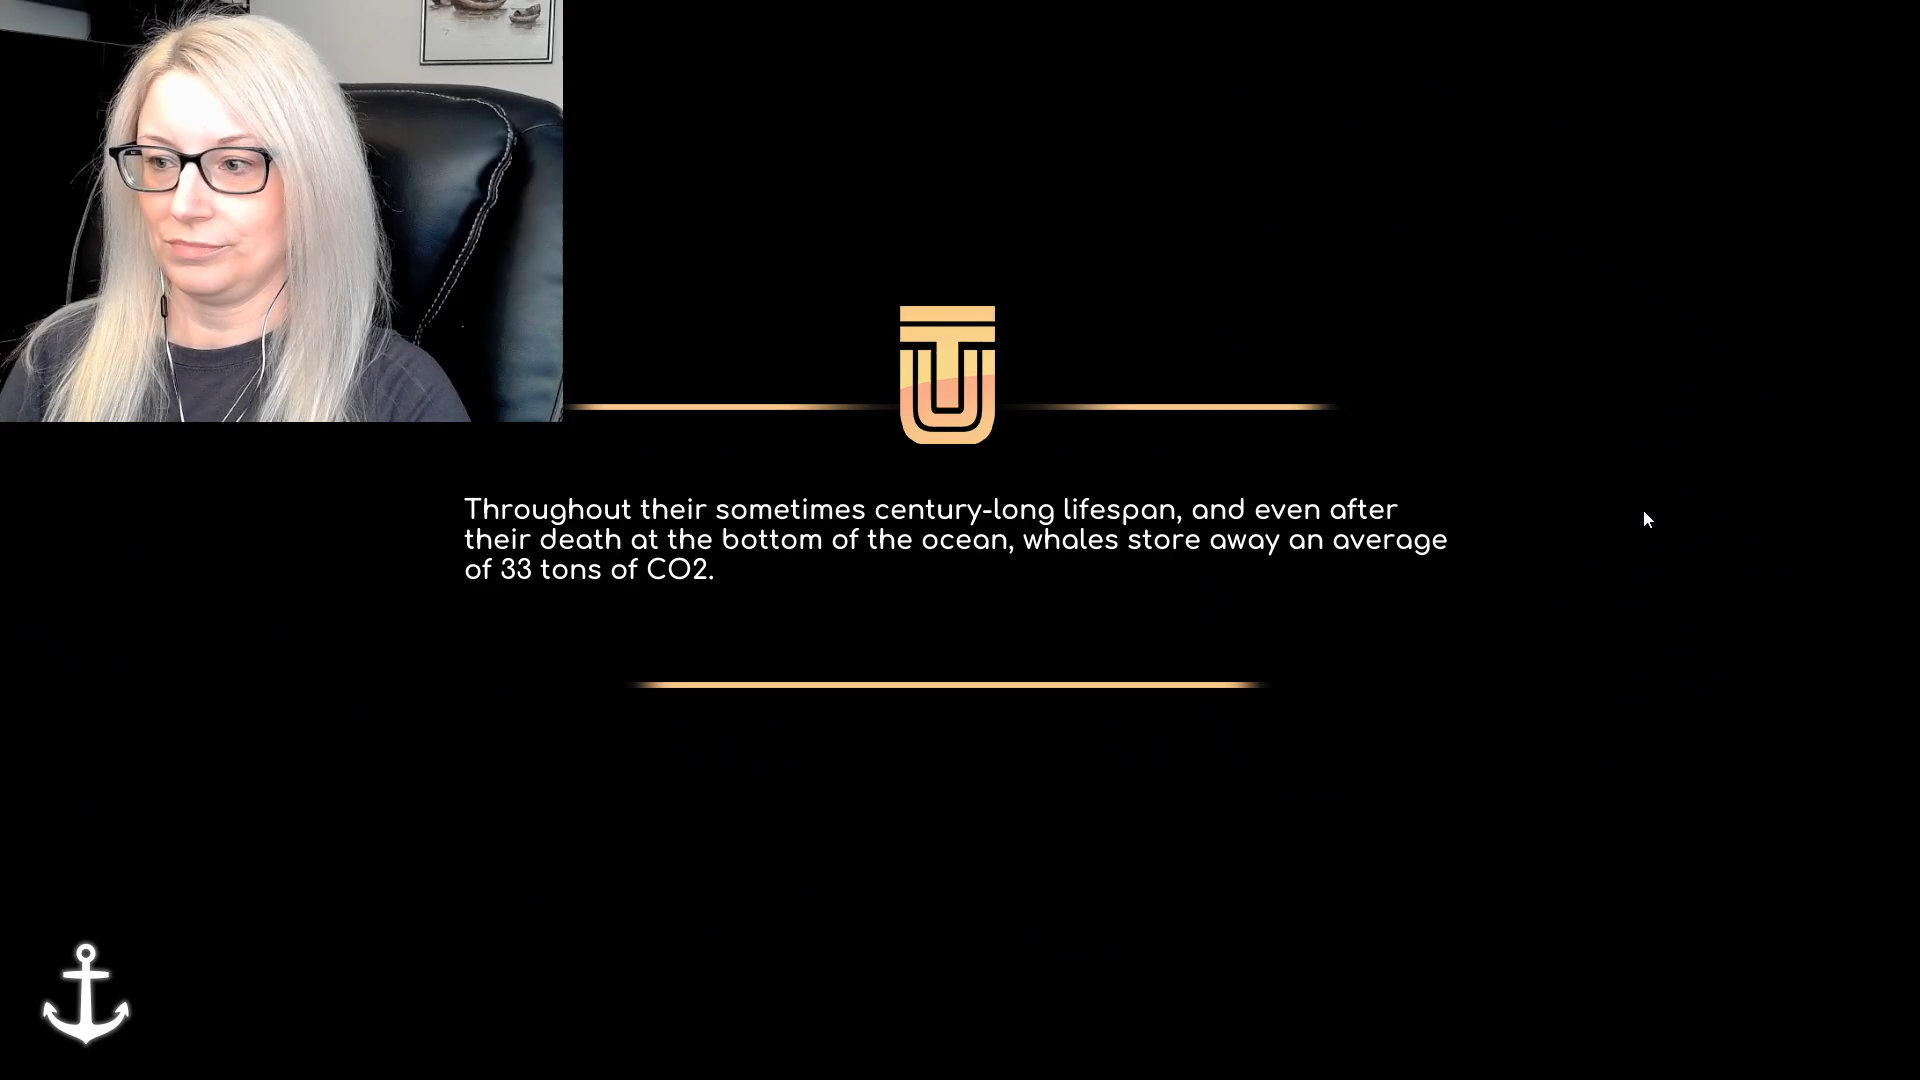 TU
Throughout their sometimes century-long lifespan, and even after
their death at the bottom of the ocean, whales store away an average
of 33 tons of CO2.